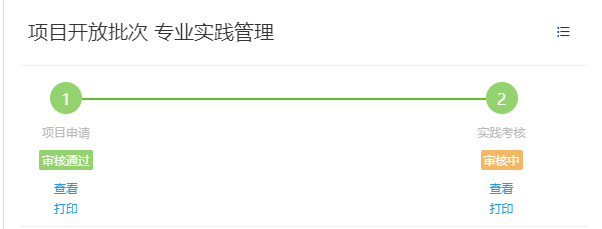 项目开放批次 专业实践管理
1 2
项目申请 实践考核
审核通过 审核中
查看 查看
打印 打印